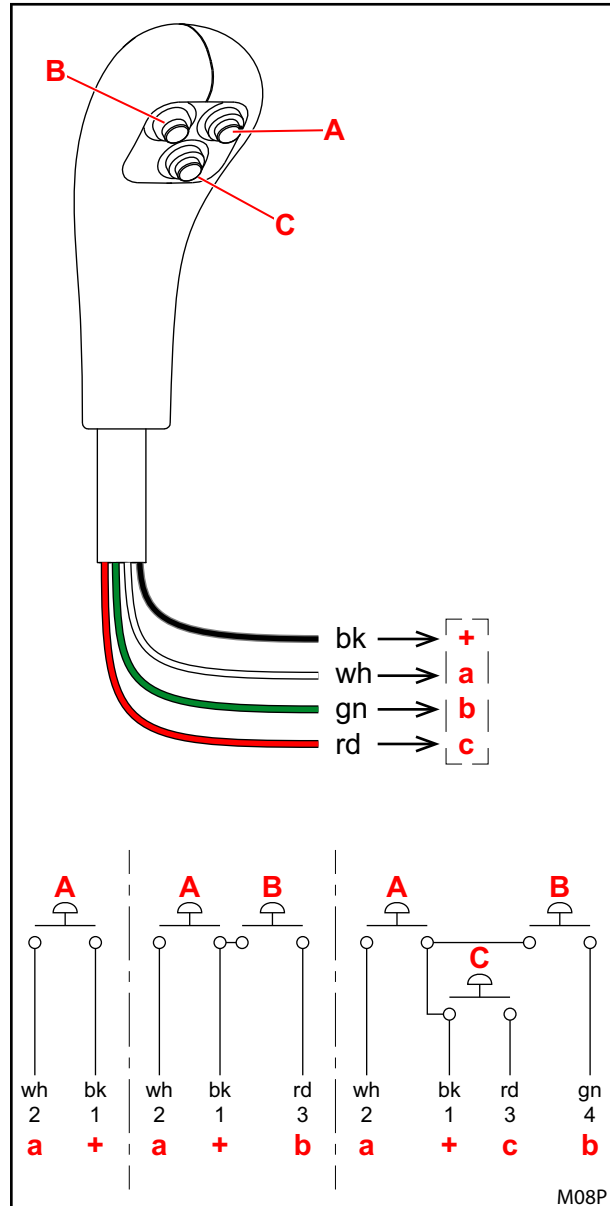 B
A
C
bk +
wh a
gn b
rd c
A A B A B
C
wh bk wh bk rd wh bk rd gn
2 1 2 1 3 2 1 3 4
a + a + b a + c b
M08P